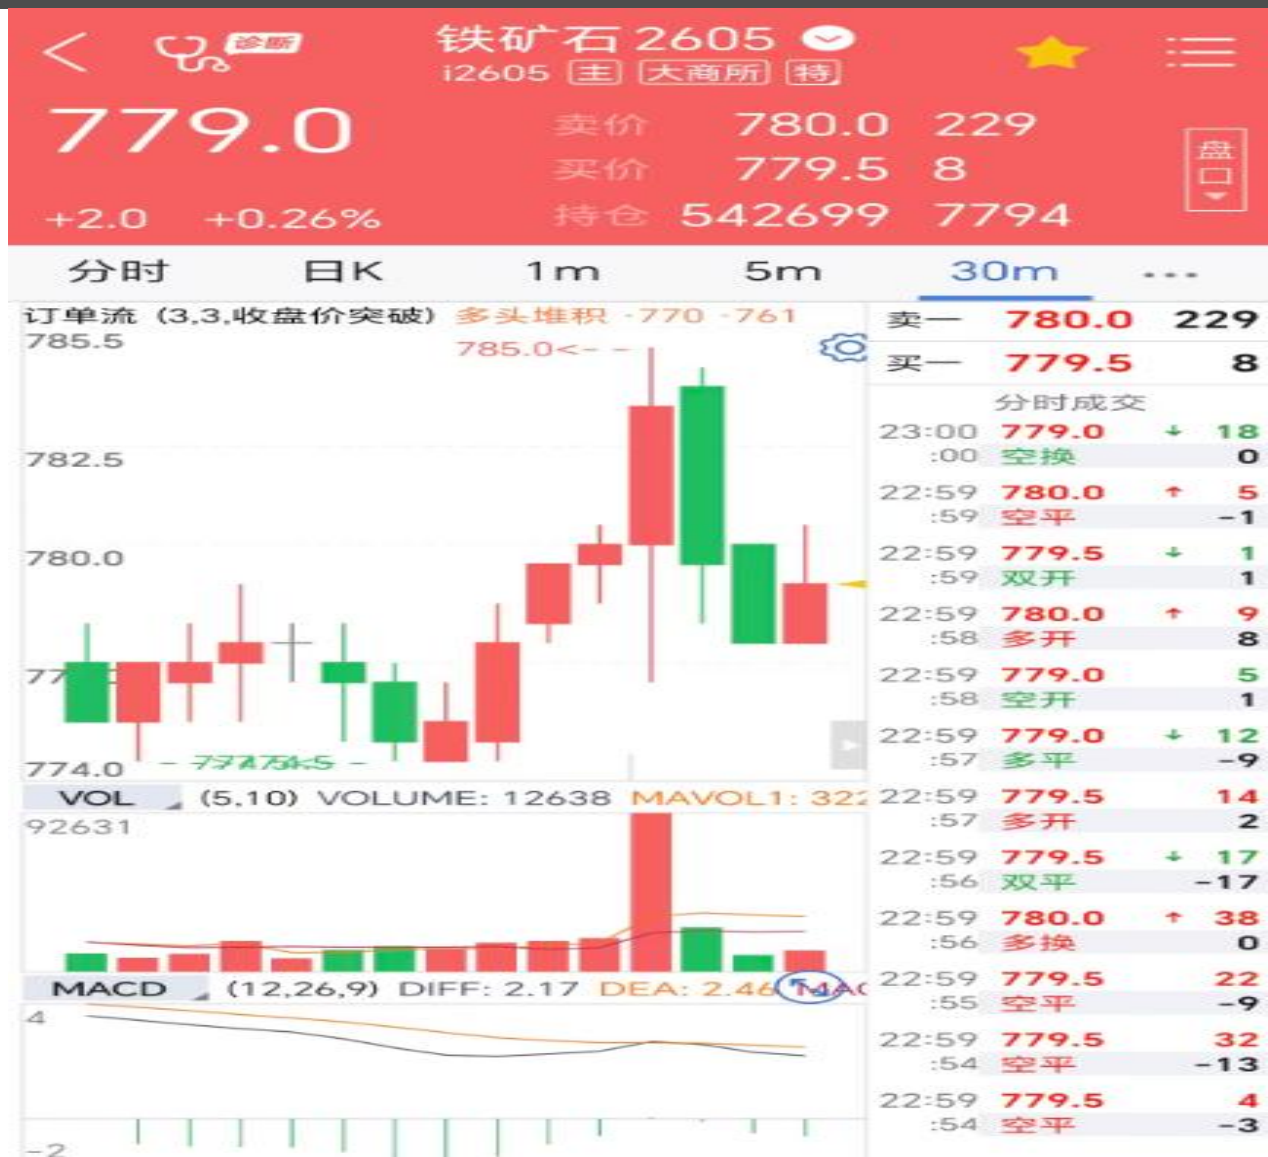 诊断
铁矿石2605
i2605 主 大商所 特
779.0
卖价 780.0 229
买价 779.5 8
+2.0 +0.26% 持仓 542699 7794
盘口
分时 日K 1m 5m 30m ...
订单流 (3,3,收盘价突破) 多头堆积 -770 -761
785.5
785.0<--
782.5
780.0
774.0
VOL (5,10) VOLUME: 12638 MAVOL1: 322
92631
MACD (12,26,9) DIFF: 2.17 DEA: 2.46
4
-2
卖一 780.0 229
买一 779.5 8
分时成交
23:00 779.0 ↓ 18
:00 空换 0
22:59 780.0 ↑ 5
:59 空平 -1
22:59 779.5 ↓ 1
:59 双开 1
22:59 780.0 ↑ 9
:58 多开 8
22:59 779.0 5
:58 空开 1
22:59 779.0 ↓ 12
:57 多平 -9
22:59 779.5 14
:57 多开 2
22:59 779.5 ↓ 17
:56 双平 -17
22:59 780.0 ↑ 38
:56 多换 0
22:59 779.5 22
:55 空平 -9
22:59 779.5 32
:54 空平 -13
22:59 779.5 4
:54 空平 -3